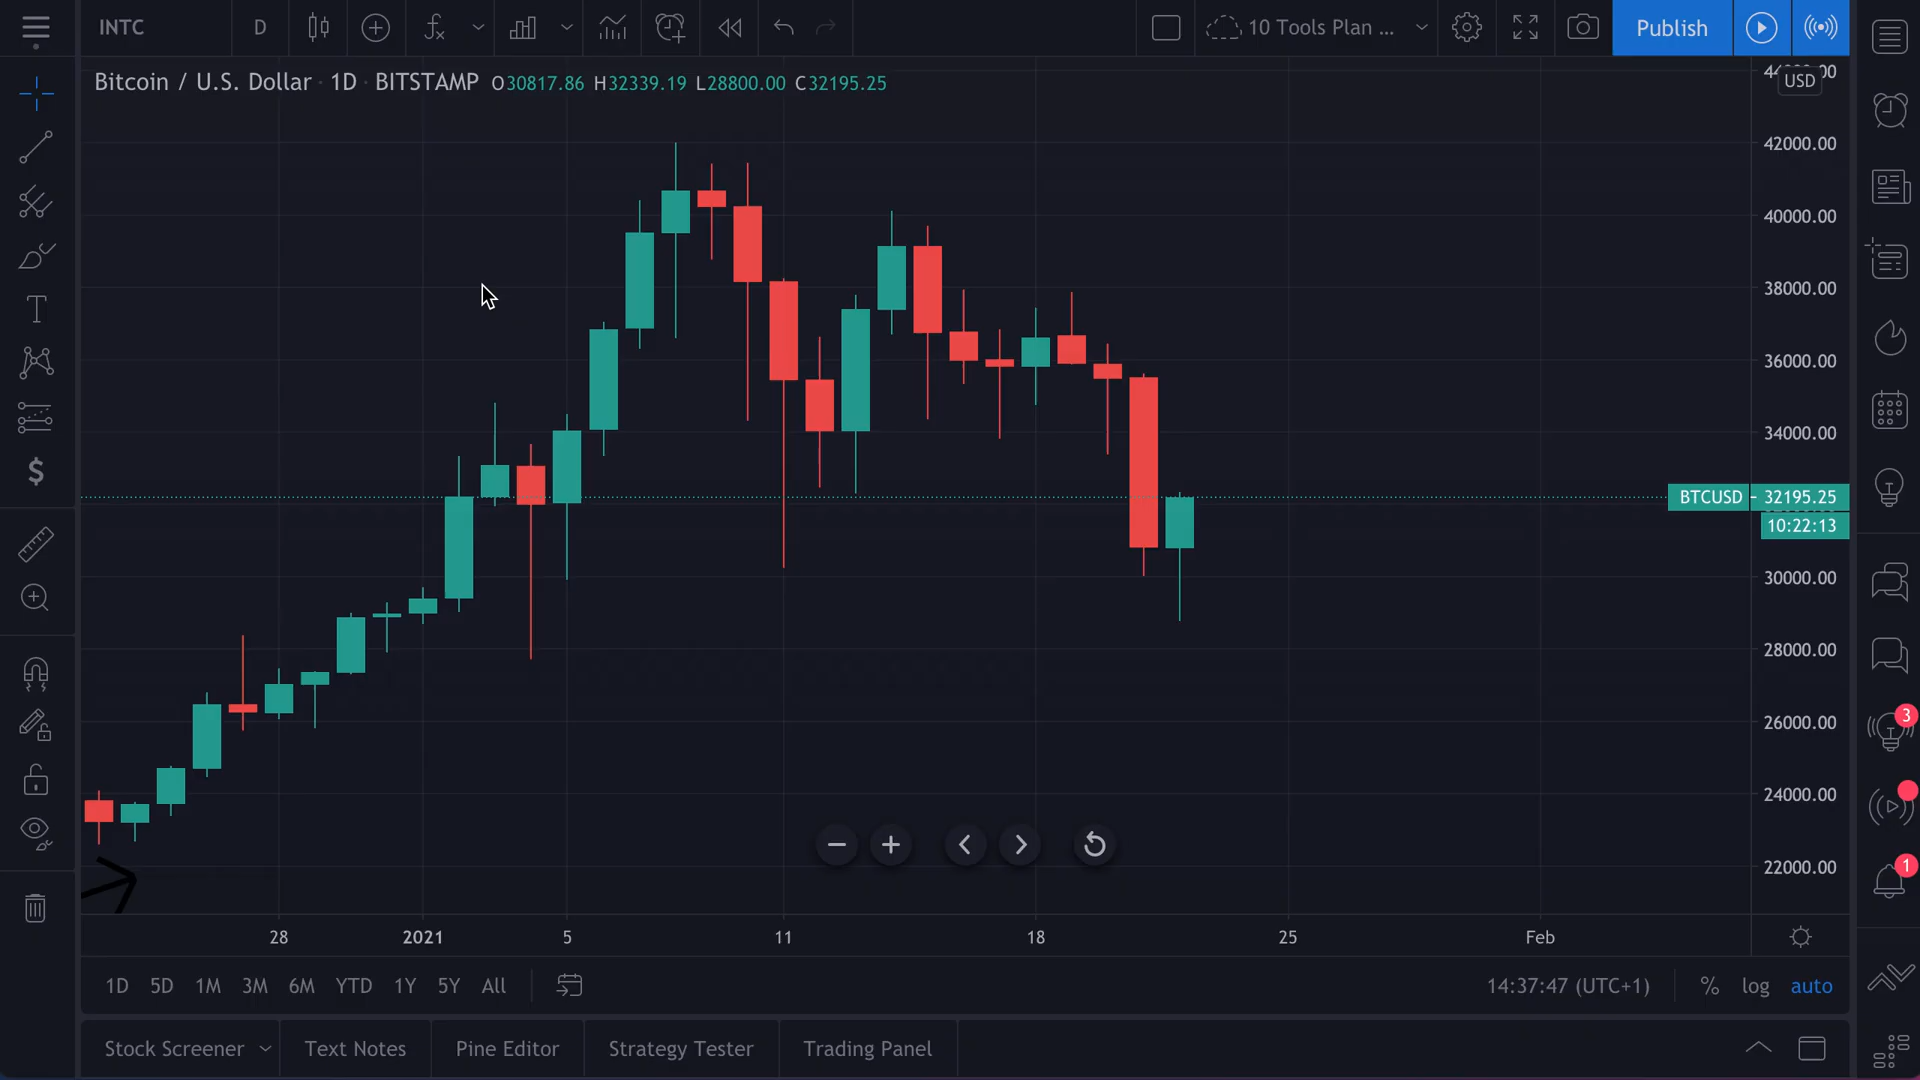 INTC D 10 Tools Plan ... Publish
Bitcoin / U.S. Dollar · 1D · BITSTAMP O30817.86 H32339.19 L28800.00 C32195.25
USD
42000.00
40000.00
38000.00
36000.00
34000.00
BTCUSD 32195.25
10:22:13
30000.00
28000.00
26000.00
24000.00
22000.00
3
1
28 2021 5 11 18 25 Feb
1D 5D 1M 3M 6M YTD 1Y 5Y All 14:37:47 (UTC+1) % log auto
Stock Screener Text Notes Pine Editor Strategy Tester Trading Panel